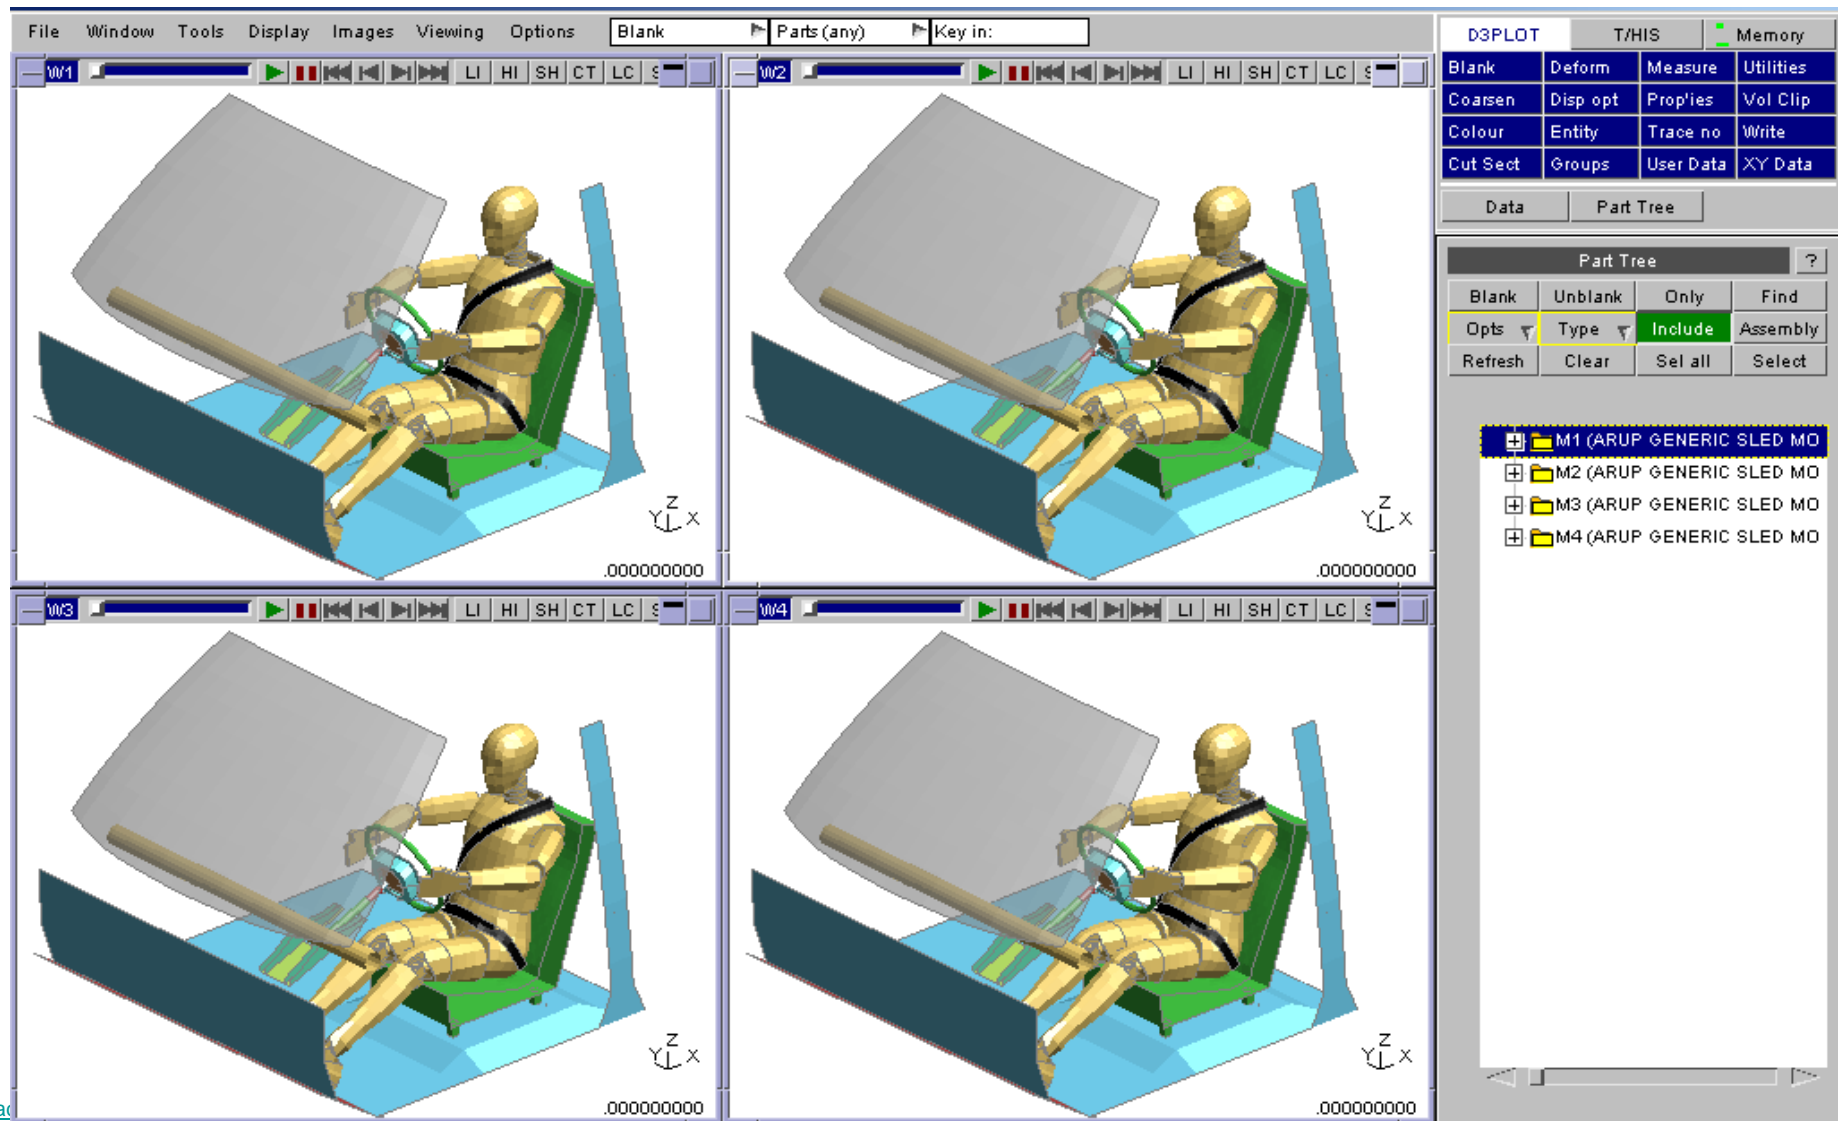 File Window Tools Display Images Viewing Options Blank Parts (any) Key in:
W1 LI HI SH CT LC
W2 LI HI SH CT LC
Z
Y X
.000000000
Z
Y X
.000000000
W3 LI HI SH CT LC
W4 LI HI SH CT LC
Z
Y X
.000000000
Z
Y X
.000000000
D3PLOT T/HIS Memory
Blank Deform Measure Utilities
Coarsen Disp opt Prop'ies Vol Clip
Colour Entity Trace no Write
Cut Sect Groups User Data XY Data
Data Part Tree
Part Tree ?
Blank Unblank Only Find
Opts Type Include Assembly
Refresh Clear Sel all Select
M1 (ARUP GENERIC SLED MO
M2 (ARUP GENERIC SLED MO
M3 (ARUP GENERIC SLED MO
M4 (ARUP GENERIC SLED MO